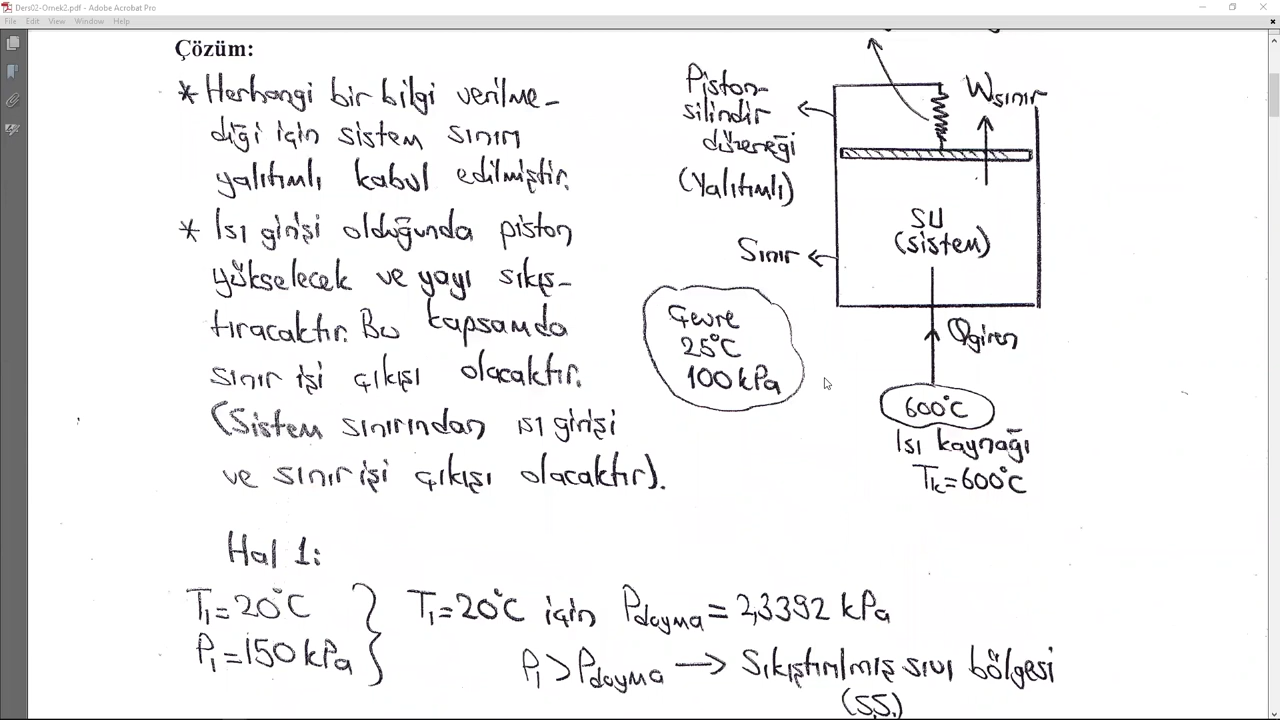 Ders02-Ornek2.pdf - Adobe Acrobat Pro
File Edit View Window Help
Çözüm:
* Herhangi bir bilgi verilme-
diği için sistem sınırı
yalıtımlı kabul edilmiştir.
* Isı girişi olduğunda piston
yükselecek ve yayı sıkış-
tıracaktır. Bu kapsamda
sınır işi çıkışı olacaktır.
(Sistem sınırından ısı girişi
ve sınır işi çıkışı olacaktır).
Piston-
silindir
düzeneği
(Yalıtımlı)
Wsınır
SU
(sistem)
Sınır
Çevre
25°C
100 kPa
Qgiren
600°C
Isı kaynağı
Tk=600°C
Hal 1:
T1=20°C
P1=150 kPa
T1=20°C için Pdoyma=2,3392 kPa
P1>Pdoyma → Sıkıştırılmış sıvı bölgesi
(S.S.)